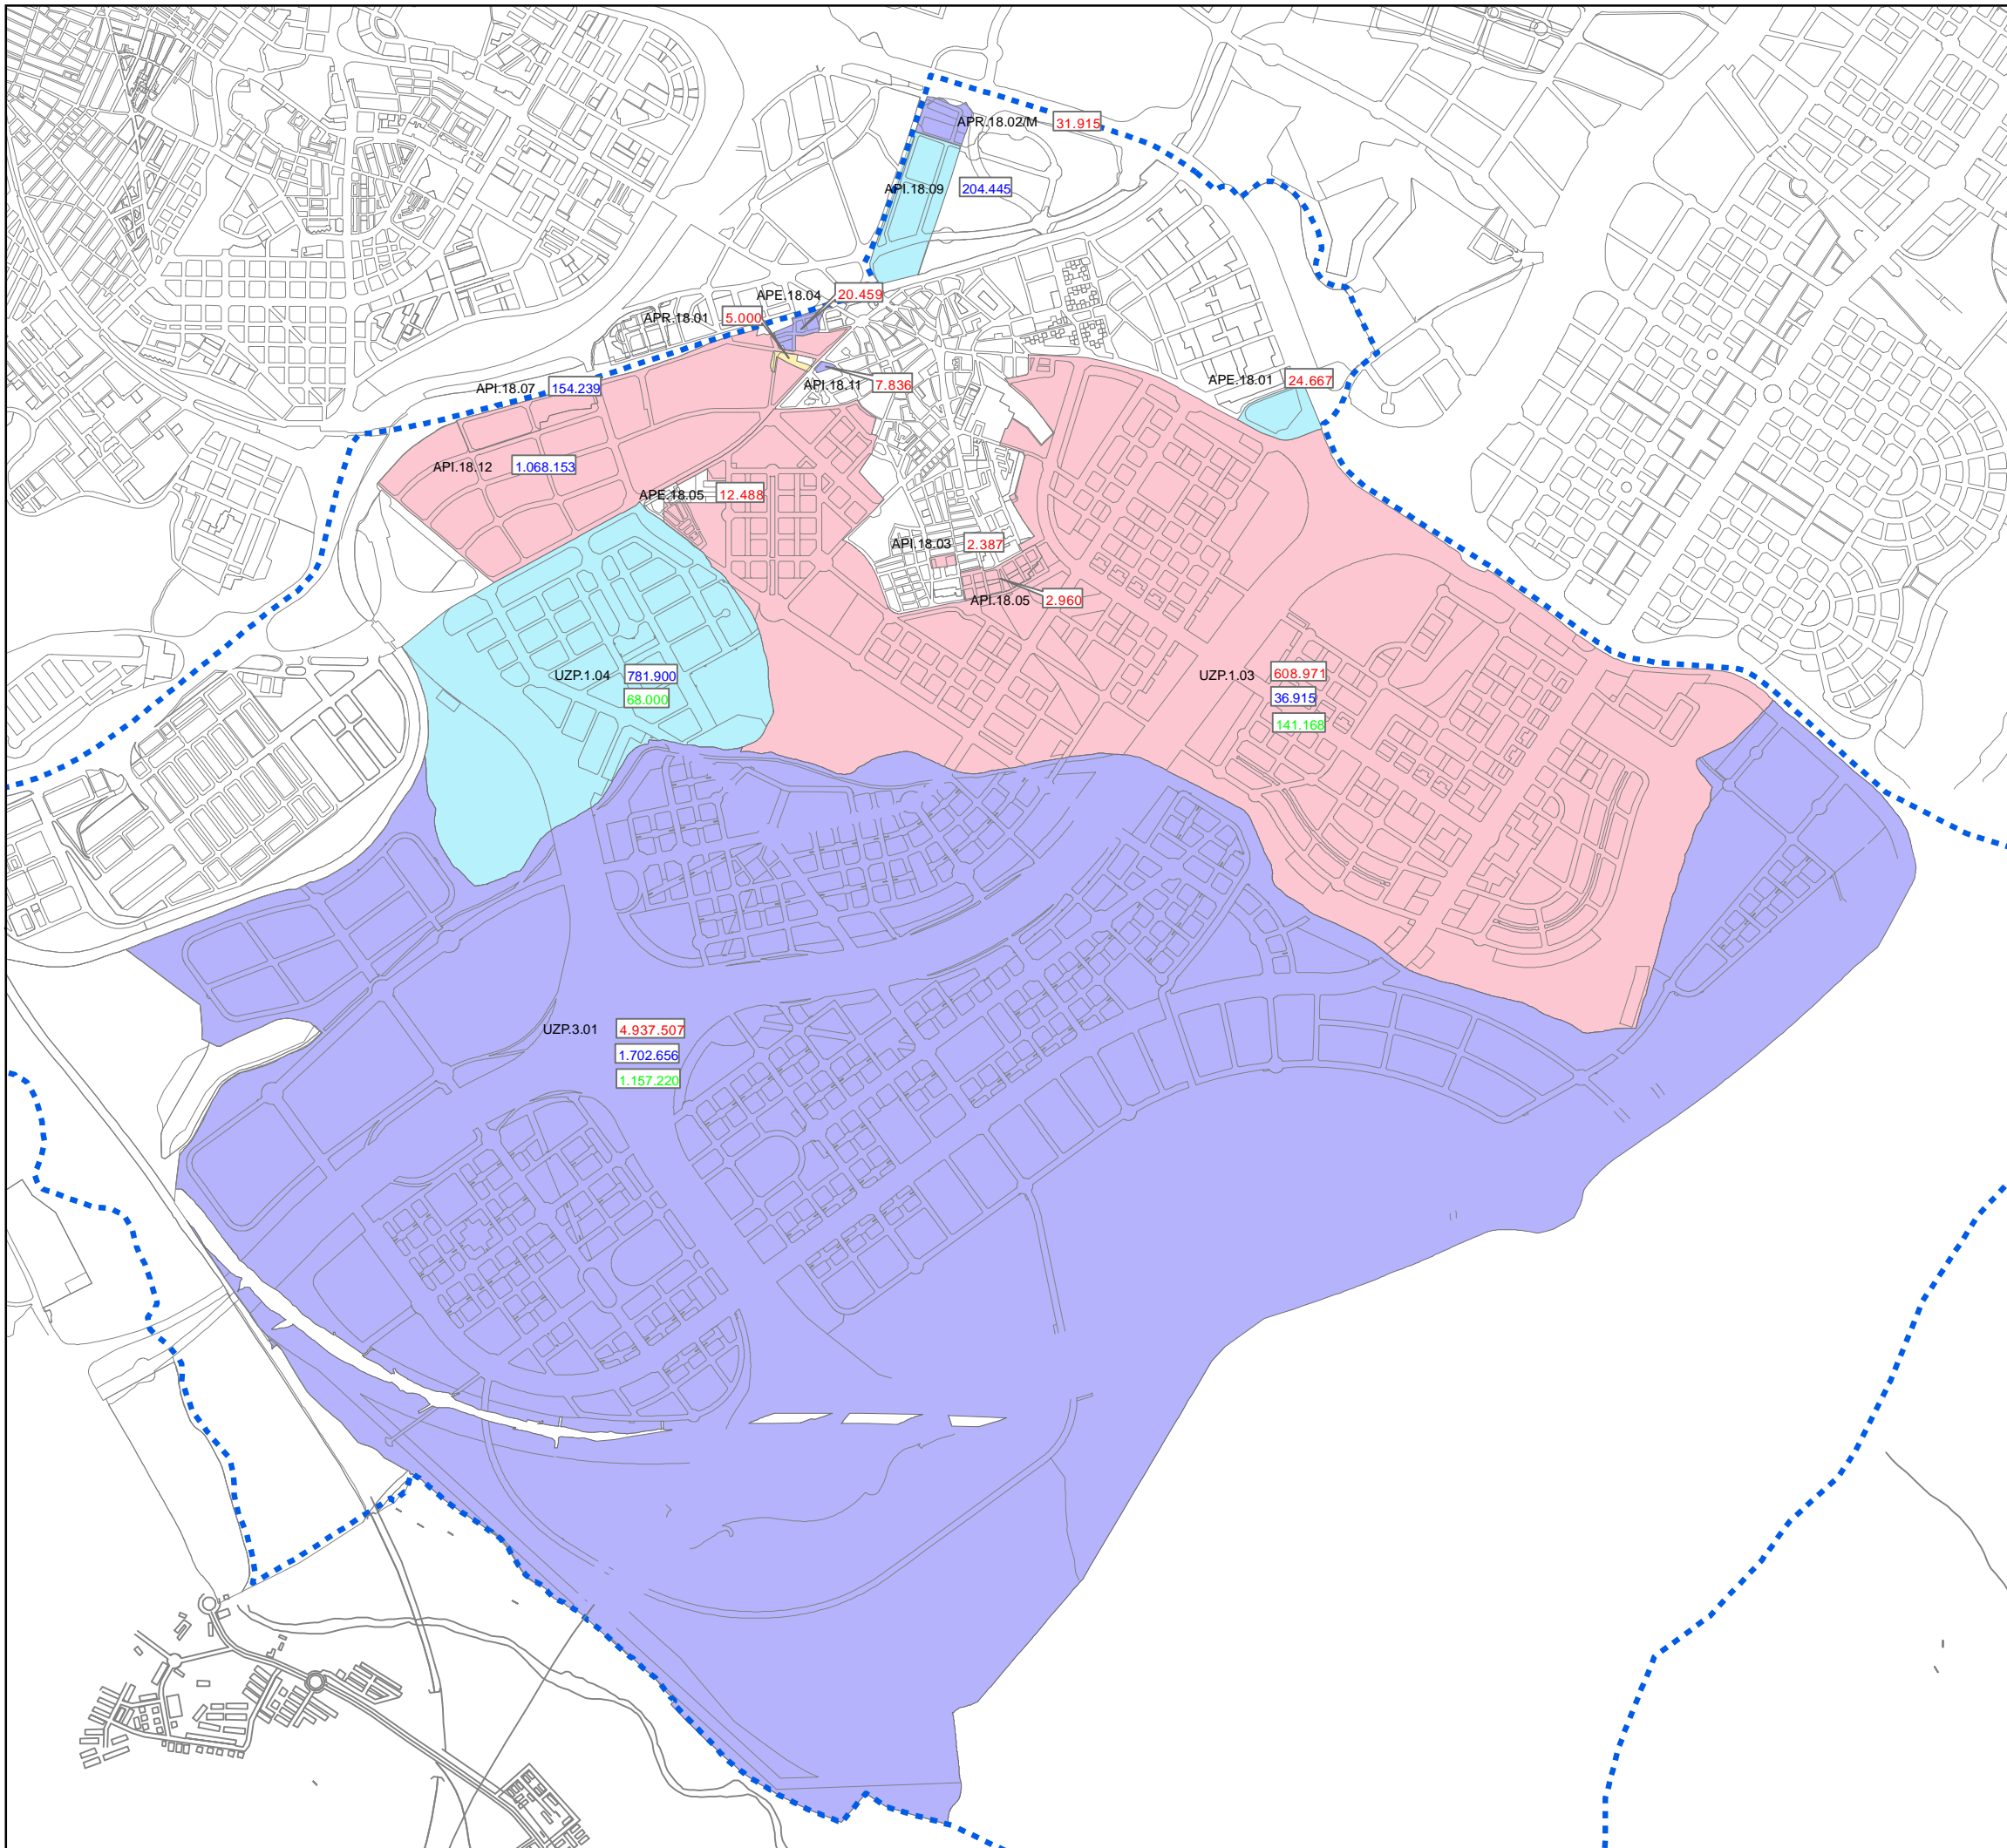 APR.18.02/M 31.915
API.18.09 204.445
APE.18.04 20.459
APR.18.01 5.000
API.18.07 154.239
API.18.11 7.836
APE.18.01 24.667
API.18.12 1.068.153
APE.18.05 12.488
API.18.03 2.387
API.18.05 2.960
UZP.1.04 781.900
68.000
UZP.1.03 608.971
36.915
141.168
UZP.3.01 4.937.507
1.702.656
1.157.220